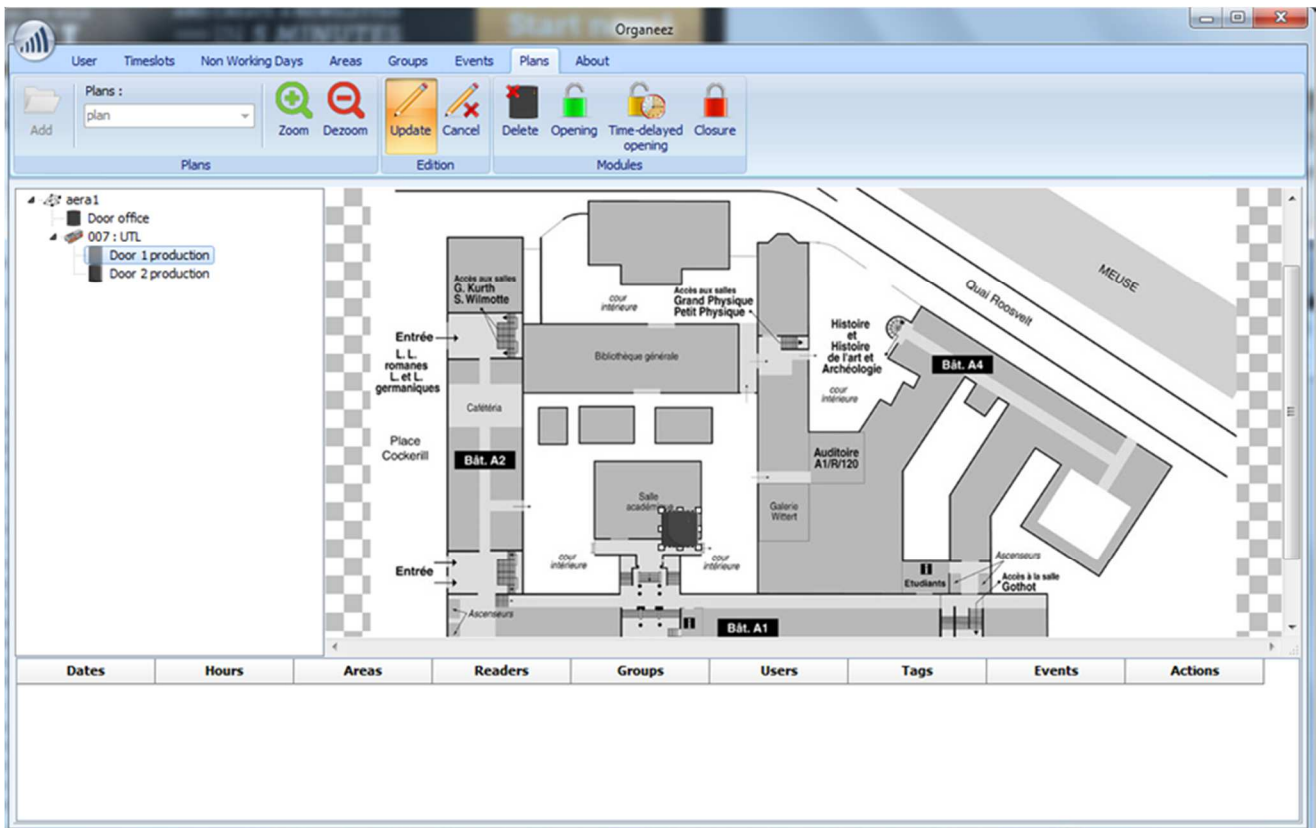 Start
5 MINUTES
Organeez
User Timeslots Non Working Days Areas Groups Events Plans About
Plans :
plan
Add Zoom Dezoom Update Cancel Delete Opening Time-delayed opening Closure
Plans Edition Modules
aera1
Door office
007 : UTL
Door 1 production
Door 2 production
MEUSE
Quai Roosvelt
Accès aux salles
G. Kurth
S. Wilmotte
cour
intérieure
Accès aux salles
Grand Physique
Petit Physique
Histoire
et
Histoire
de l'art et
Archéologie
Entrée
L. L.
romanes
L. et L.
germaniques
Bibliothèque générale
Bât. A4
cour
intérieure
Cafétéria
Place
Cockerill
Bât. A2
Auditoire
A1/R/120
Salle
académique
Galerie
Wittert
cour
intérieure
cour
intérieure
Entrée
Ascenseurs
Etudiants
Accès à la salle
Gothot
Ascenseurs
Bât. A1
Dates Hours Areas Readers Groups Users Tags Events Actions